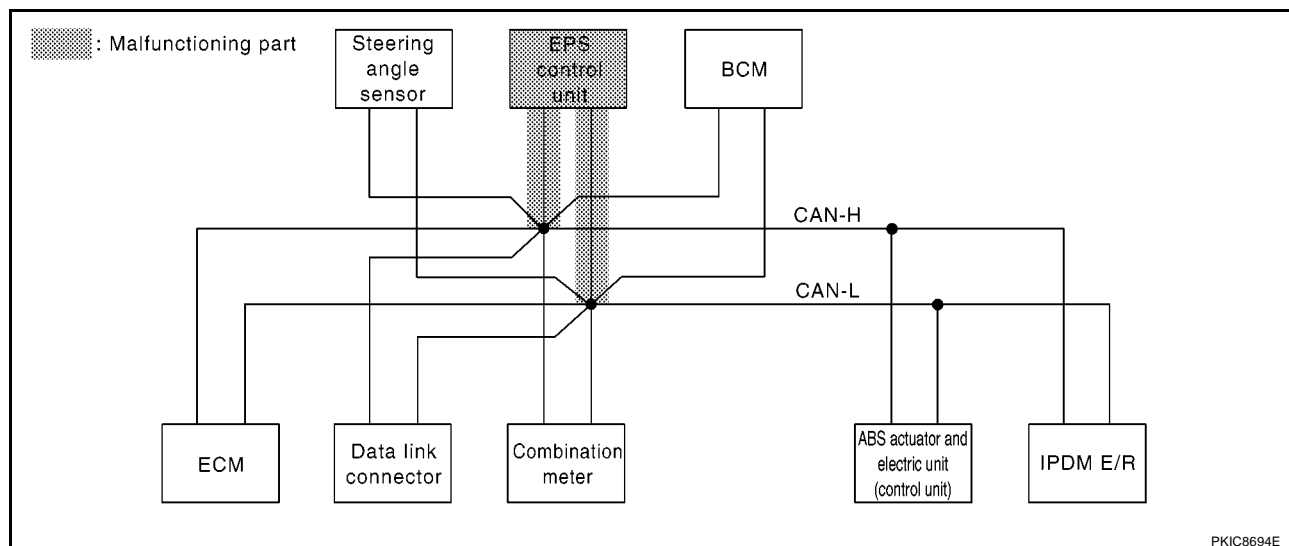 : Malfunctioning part
Steering
angle
sensor
EPS
control
unit
BCM
CAN-H
CAN-L
ECM
Data link
connector
Combination
meter
ABS actuator and
electric unit
(control unit)
IPDM E/R
PKIC8694E